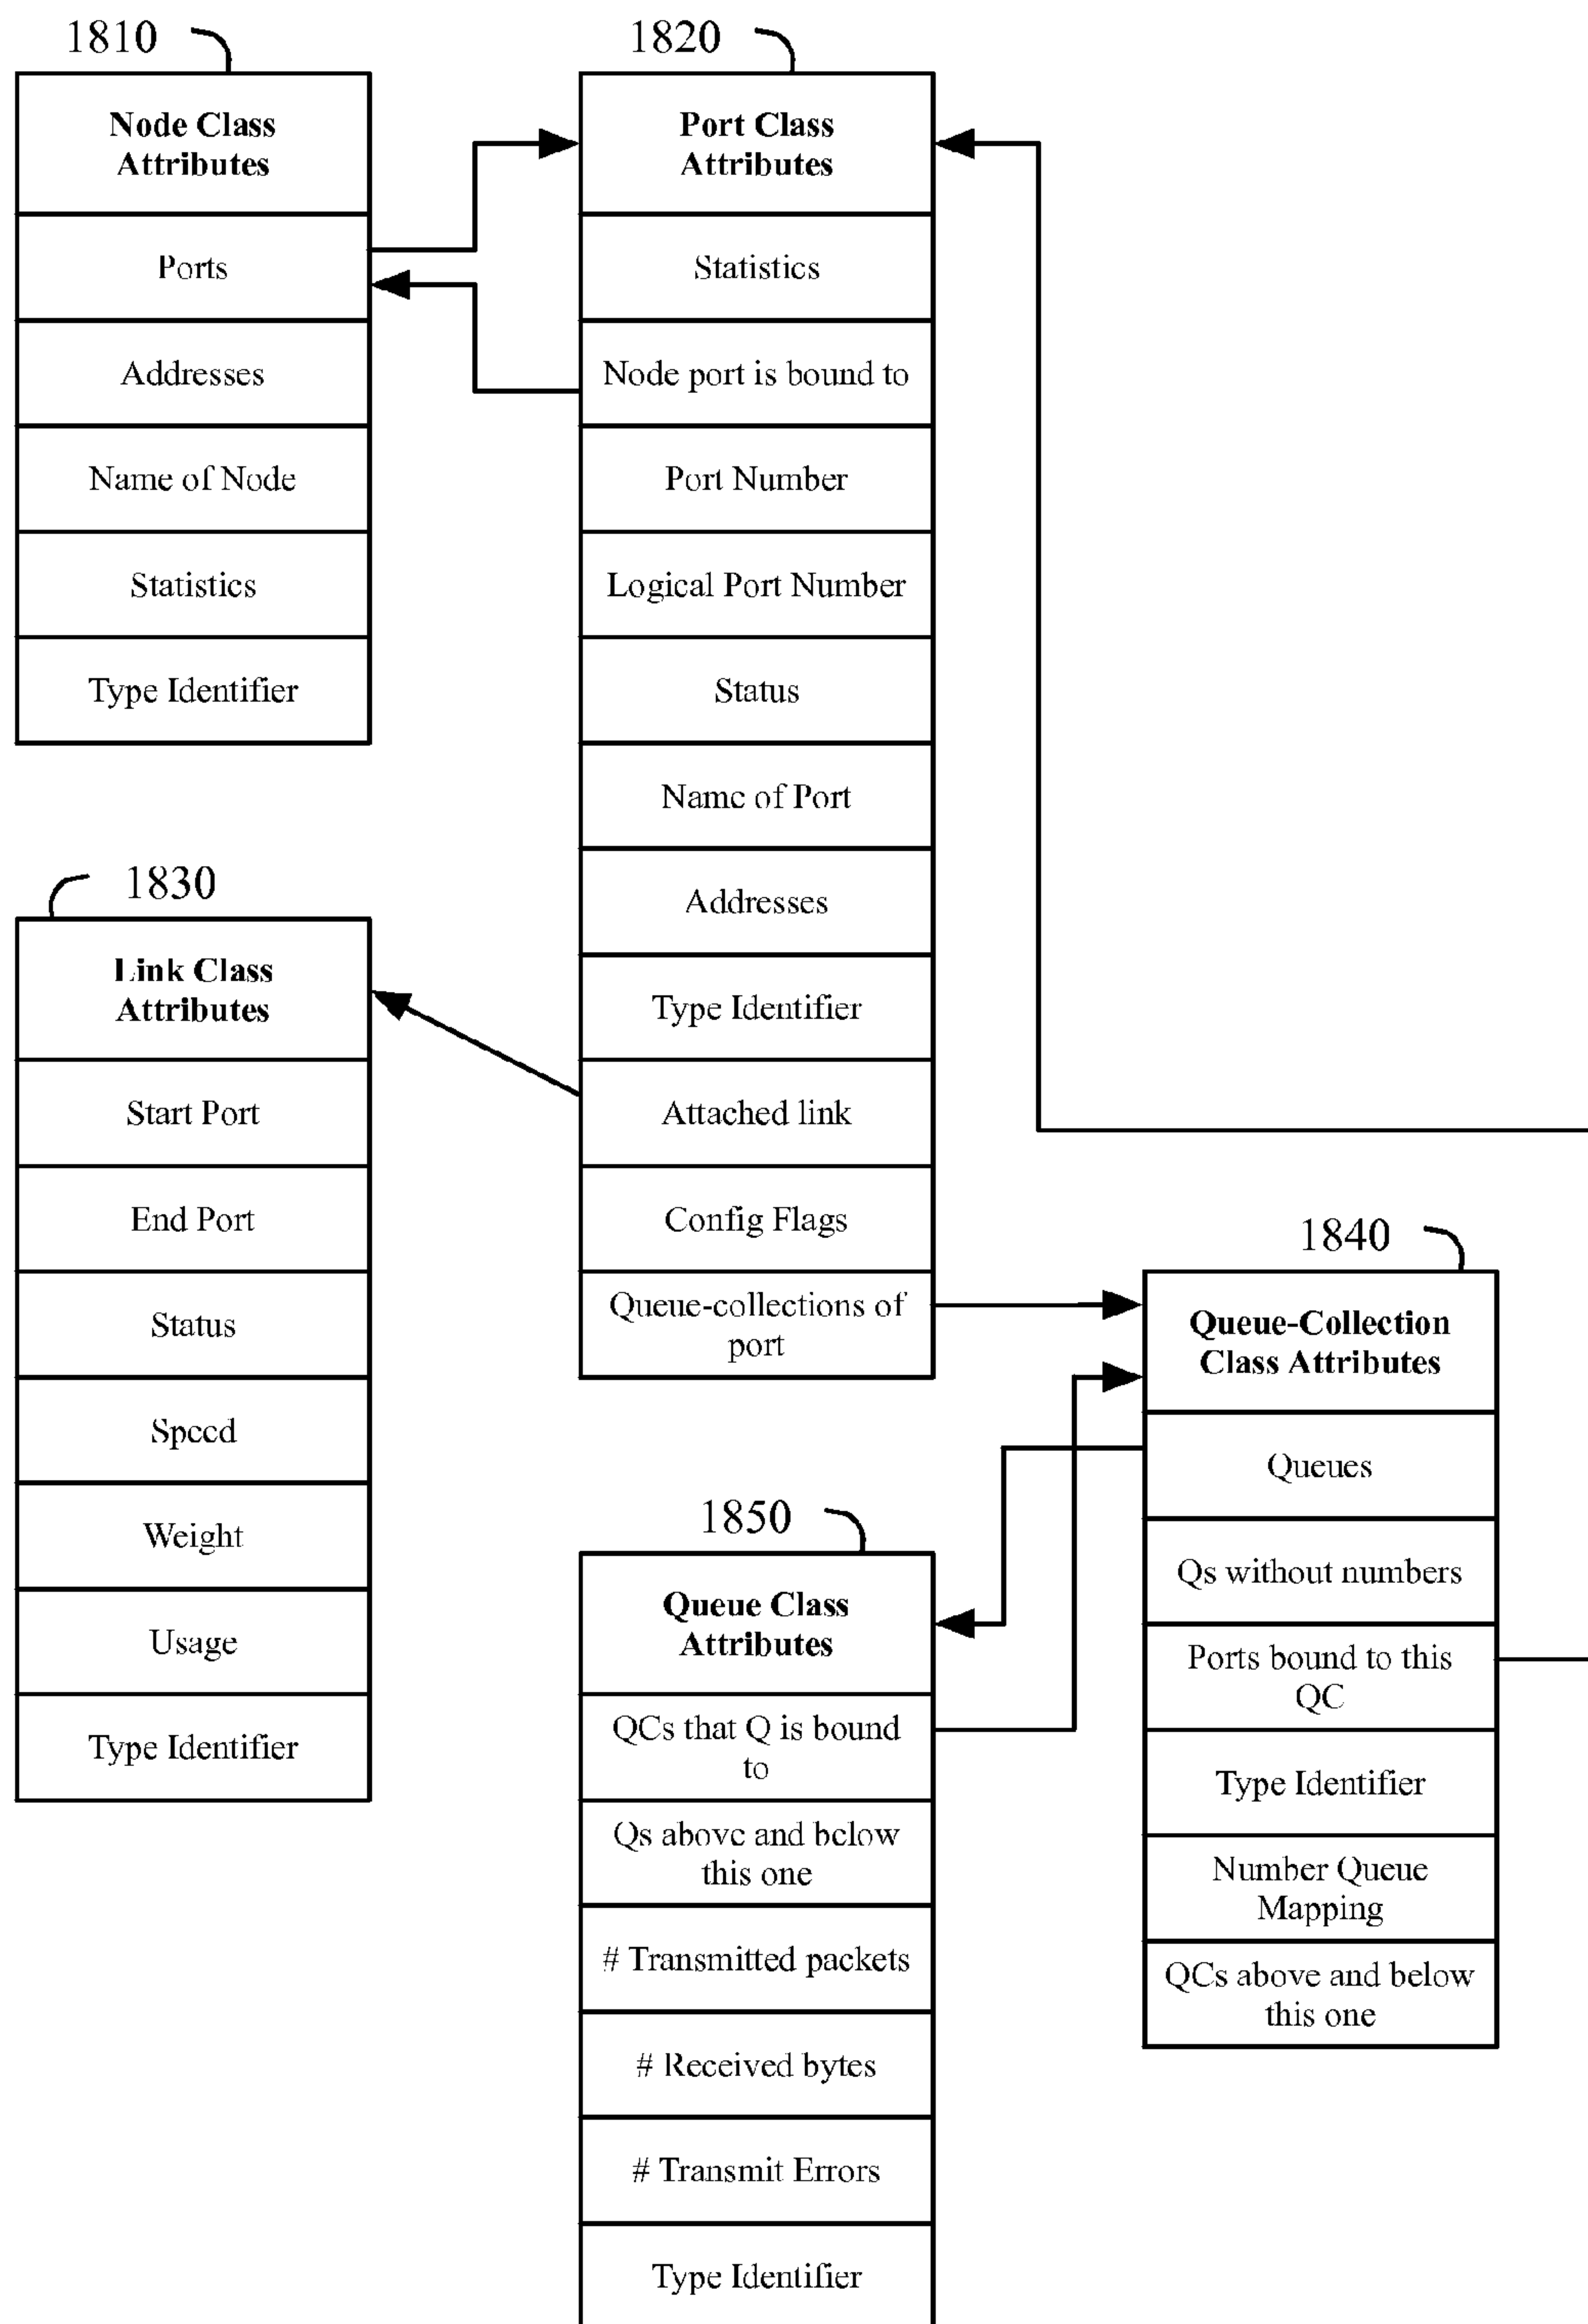 1810
Node Class
Attributes
Ports
Addresses
Name of Node
Statistics
Type Identifier
1820
Port Class
Attributes
Statistics
Node port is bound to
Port Number
Logical Port Number
Status
Name of Port
Addresses
Type Identifier
Attached link
Config Flags
Queue-collections of
port
1830
Link Class
Attributes
Start Port
End Port
Status
Speed
Weight
Usage
Type Identifier
1840
Queue-Collection
Class Attributes
Queues
Qs without numbers
Ports bound to this
QC
Type Identifier
Number Queue
Mapping
QCs above and below
this one
1850
Queue Class
Attributes
QCs that Q is bound
to
Qs above and below
this one
# Transmitted packets
# Received bytes
# Transmit Errors
Type Identifier